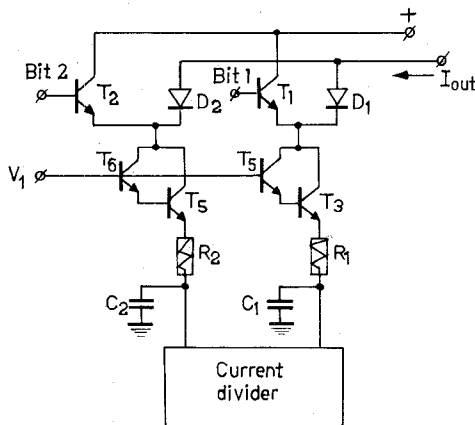 +
Bit 2
T2
D2
Bit 1
T1
D1
Iout
V1
T6
T5
T5
T3
R2
R1
C2
C1
Current
divider